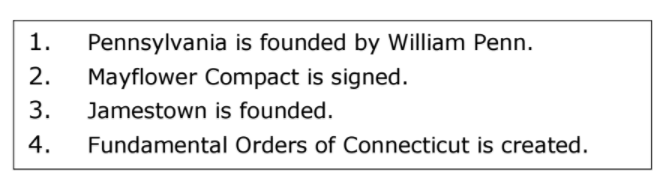 1. Pennsylvania is founded by William Penn.
2. Mayflower Compact is signed.
3. Jamestown is founded.
4. Fundamental Orders of Connecticut is created.